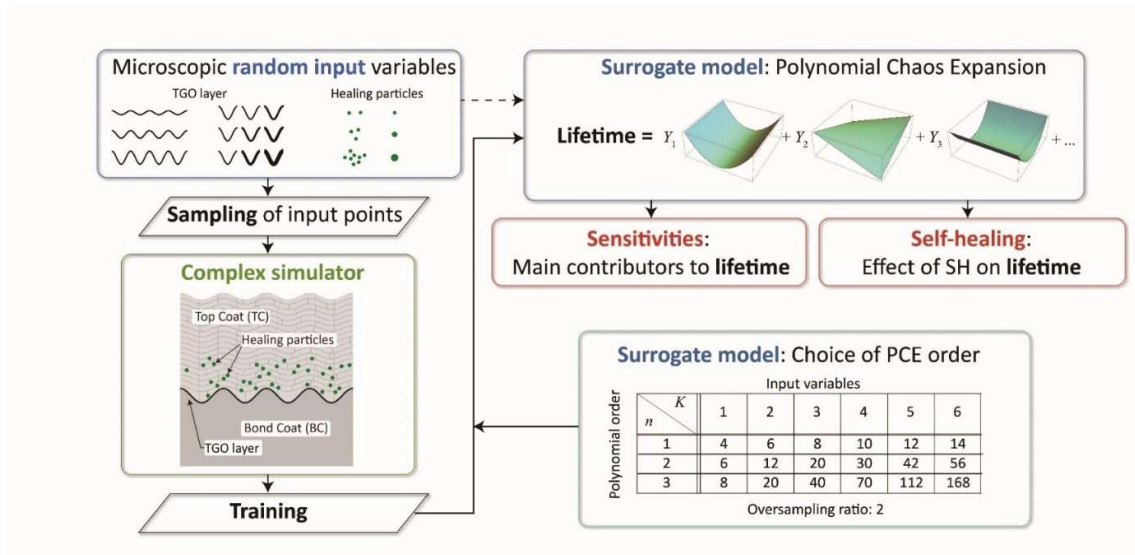 Microscopic random input variables
TGO layer
Healing particles
Sampling of input points
Complex simulator
Top Coat (TC)
Healing particles
Bond Coat (BC)
TGO layer
Training
Surrogate model: Polynomial Chaos Expansion
Lifetime = Y1 + Y2 + Y3 + ...
Sensitivities:
Main contributors to lifetime
Self-healing:
Effect of SH on lifetime
Surrogate model: Choice of PCE order
Input variables
Polynomial order
K 1 2 3 4 5 6
n
1 4 6 8 10 12 14
2 6 12 20 30 42 56
3 8 20 40 70 112 168
Oversampling ratio: 2